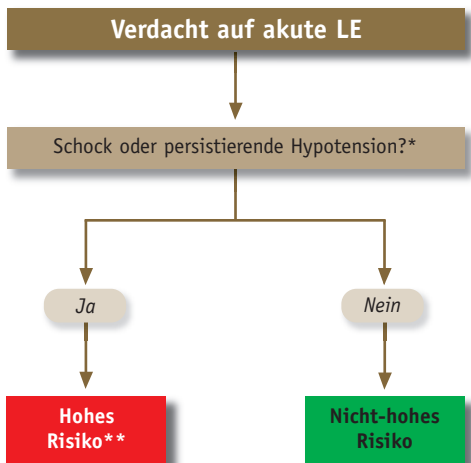 Verdacht auf akute LE
Schock oder persistierende Hypotension?*
Ja
Nein
Hohes
Risiko**
Nicht-hohes
Risiko